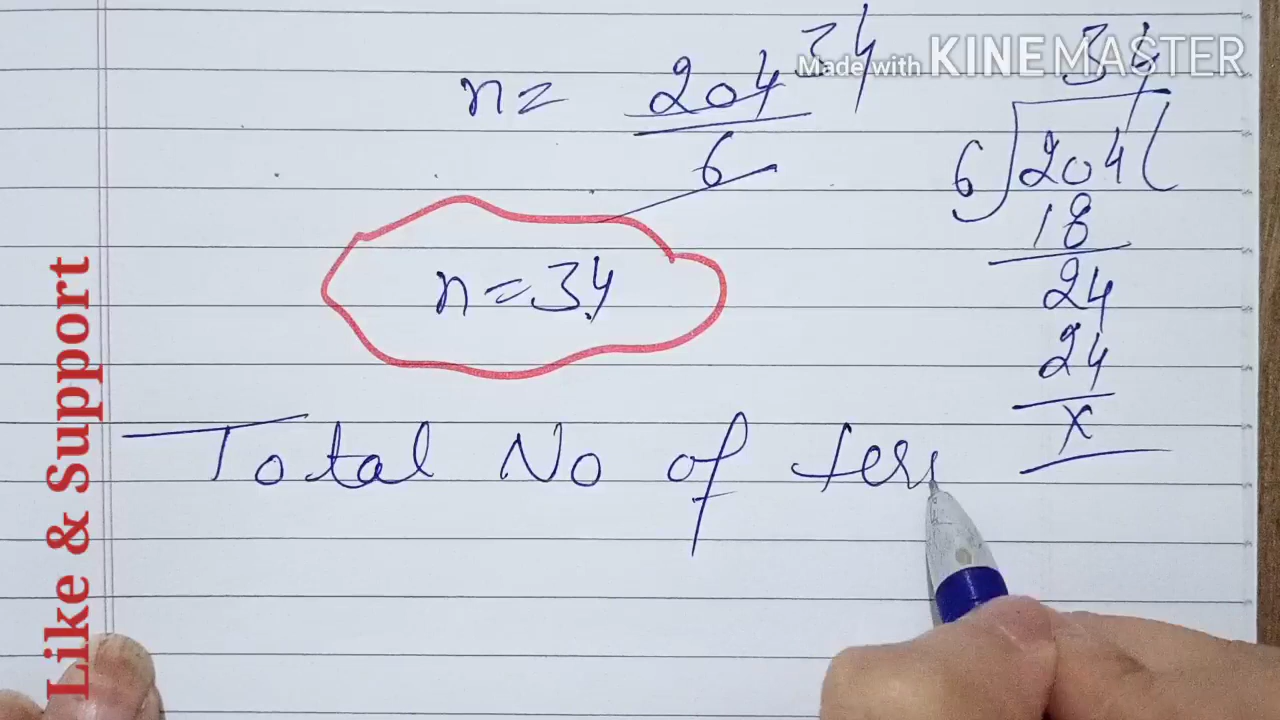 Made with KINEMASTER
n = 204 34
6
n = 34
34
6 204
18
24
24
x
Total No of ter
Like & Support